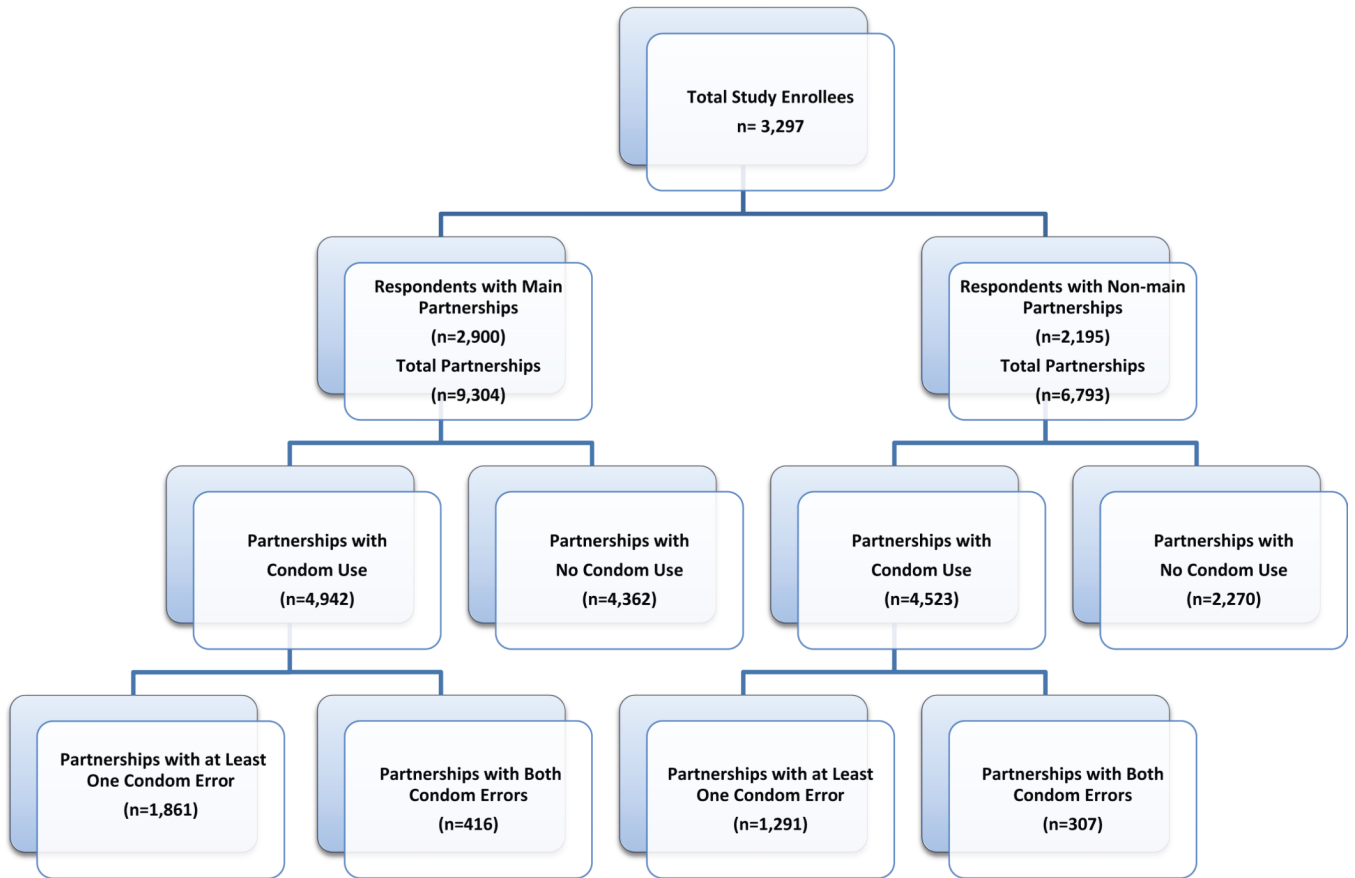 Total Study Enrollees
n= 3,297
Respondents with Main
Partnerships
(n=2,900)
Total Partnerships
(n=9,304)
Respondents with Non-main
Partnerships
(n=2,195)
Total Partnerships
(n=6,793)
Partnerships with
Condom Use
(n=4,942)
Partnerships with
No Condom Use
(n=4,362)
Partnerships with
Condom Use
(n=4,523)
Partnerships with
No Condom Use
(n=2,270)
Partnerships with at Least
One Condom Error
(n=1,861)
Partnerships with Both
Condom Errors
(n=416)
Partnerships with at Least
One Condom Error
(n=1,291)
Partnerships with Both
Condom Errors
(n=307)